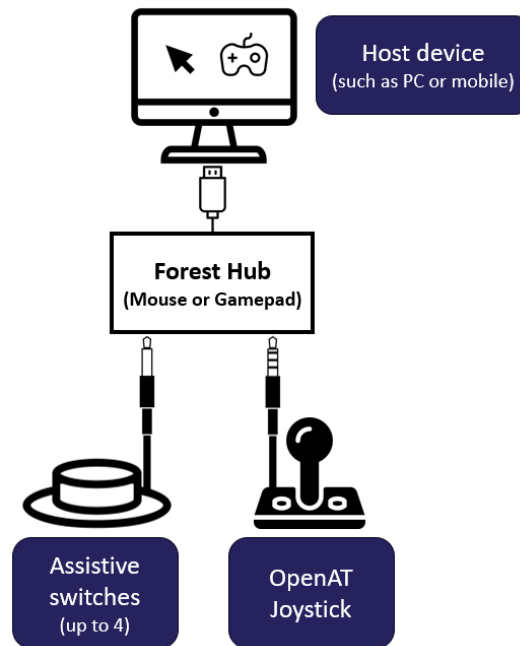 Host device
(such as PC or mobile)
Forest Hub
(Mouse or Gamepad)
Assistive
switches
(up to 4)
OpenAT
Joystick